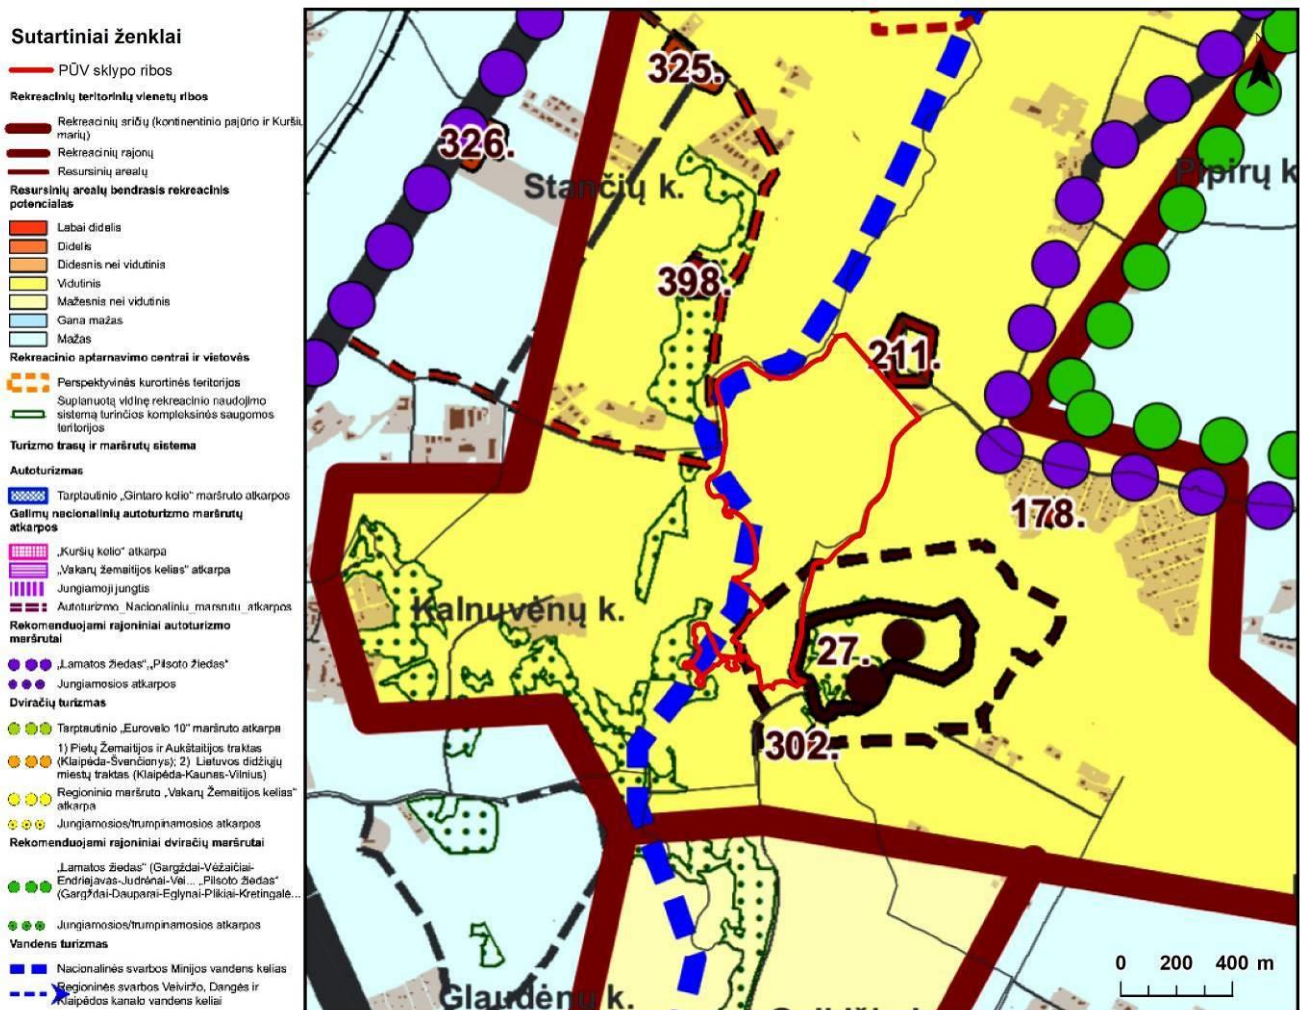 Sutartiniai ženklai
PŪV sklypo ribos
Rekreacinių teritorinių vienetų ribos
Rekreacinių sričių (kontinentinio pajūrio ir Kuršių
marių)
Rekreacinių rajonų
Resursinių arealų
Resursinių arealų bendrasis rekreacinis
potencialas
Labai didelis
Didelis
Didesnis nei vidutinis
Vidutinis
Mažesnis nei vidutinis
Gana mažas
Mažas
Rekreacinio aptarnavimo centrai ir vietovės
Perspektyvinės kurortinės teritorijos
Suplanuotą vidinę rekreacinio naudojimo
sistemą turinčios kompleksinės saugomos
teritorijos
Turizmo trasų ir maršrutų sistema
Autoturizmas
Tarptautinio „Gintaro kelio" maršruto atkarpos
Galimų nacionalinių autoturizmo maršrutų
atkarpos
„Kuršių kelio" atkarpa
„Vakarų žemaitijos kelias" atkarpa
Jungiamoji jungtis
Autoturizmo_Nacionaliniu_marsrutu_atkarpos
Rekomenduojami rajoniniai autoturizmo
maršrutai
„Lamatos žiedas" „Pilsoto žiedas"
Jungiamosios atkarpos
Dviračių turizmas
Tarptautinio „Eurovelo 10" maršruto atkarpa
1) Pietų Žemaitijos ir Aukštaitijos traktas
(Klaipėda-Švenčionys); 2) Lietuvos didžiųjų
miestų traktas (Klaipėda-Kaunas-Vilnius)
Regioninio maršruto „Vakarų Žemaitijos kelias"
atkarpa
Jungiamosios/trumpinamosios atkarpos
Rekomenduojami rajoniniai dviračių maršrutai
„Lamatos žiedas" (Gargždai-Vėžaičiai-
Endriejavas-Judrėnai-Vei... „Pilsoto žiedas"
(Gargždai-Dauparai-Eglynai-Plikiai-Kretingalė...
Jungiamosios/trumpinamosios atkarpos
Vandens turizmas
Nacionalinės svarbos Minijos vandens kelias
Regioninės svarbos Veiviržo, Dangės ir
Klaipėdos kanalo vandens keliai
325.
326.
Stančių k.
Pipirų k
398.
211.
178.
Kalnuvėnų k.
27.
302.
0 200 400 m
Glaudėnų k.